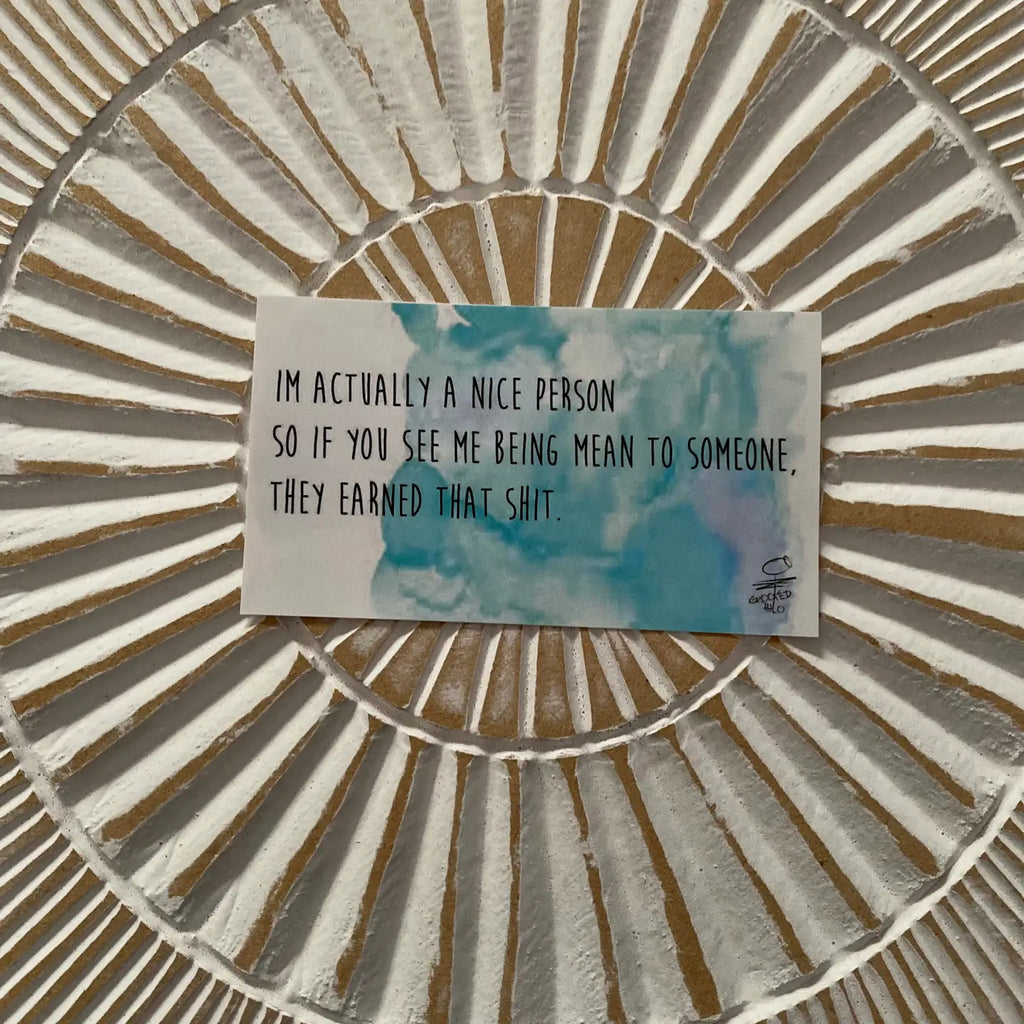 IM ACTUALLY A NICE PERSON
SO IF YOU SEE ME BEING MEAN TO SOMEONE,
THEY EARNED THAT SHIT.
CROOKED
HALO